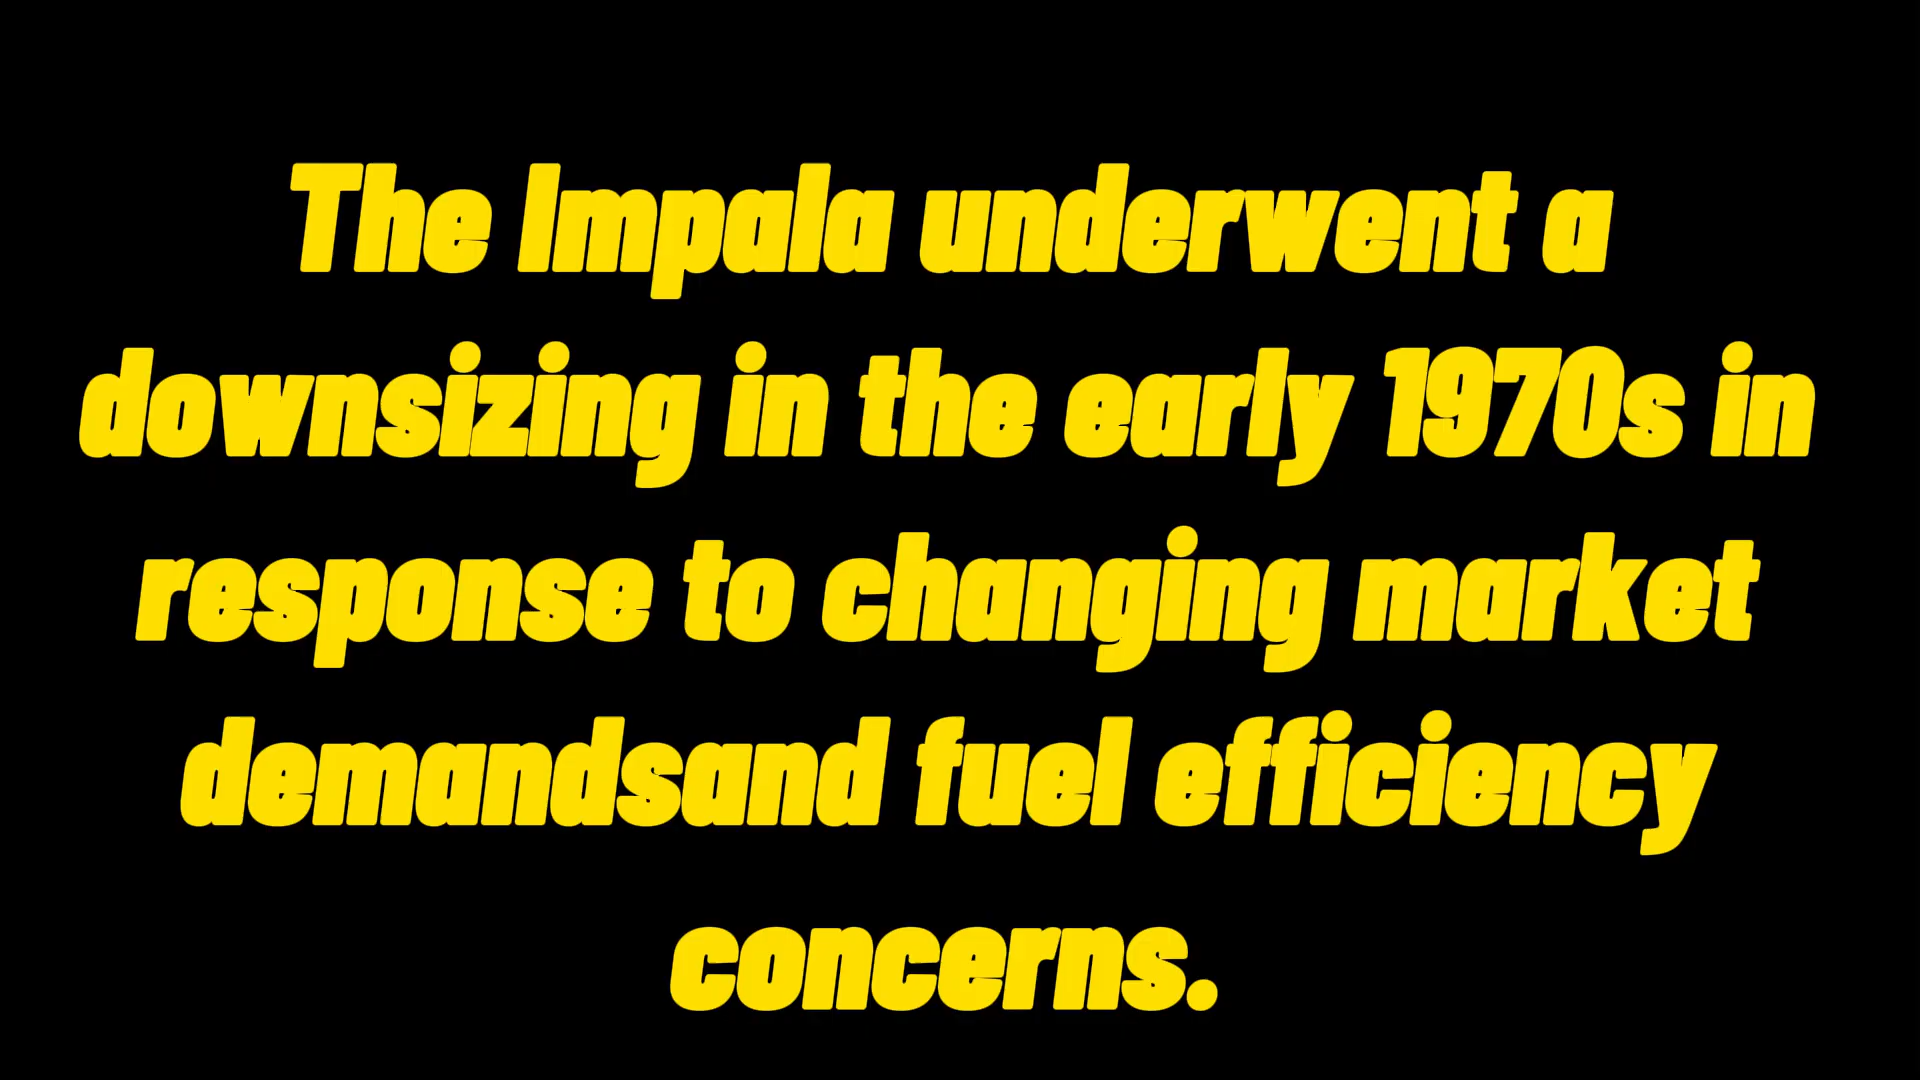 The Impala underwent a
downsizing in the early 1970s in
response to changing market
demandsand fuel efficiency
concerns.